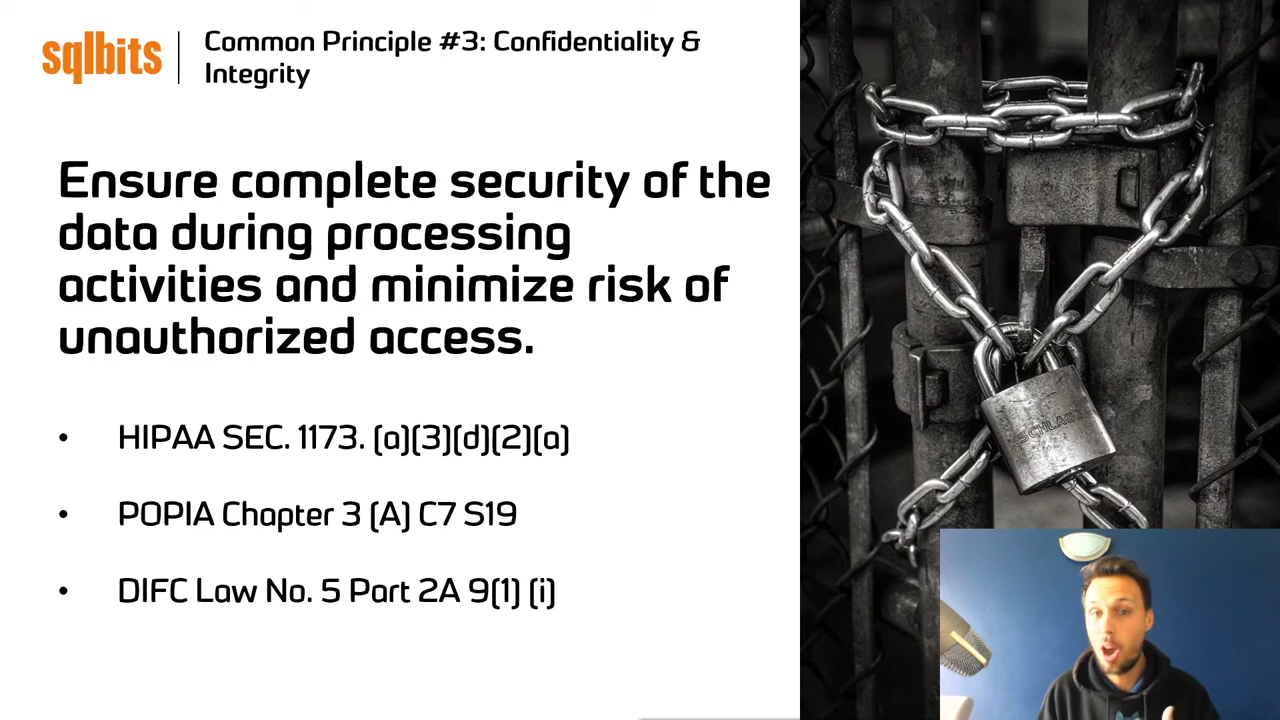 sqlbits
Common Principle #3: Confidentiality &
Integrity
Ensure complete security of the
data during processing
activities and minimize risk of
unauthorized access.
• HIPAA SEC. 1173. (a)(3)(d)(2)(a)
• POPIA Chapter 3 (A) C7 S19
• DIFC Law No. 5 Part 2A 9(1) (i)
SCHLAGE